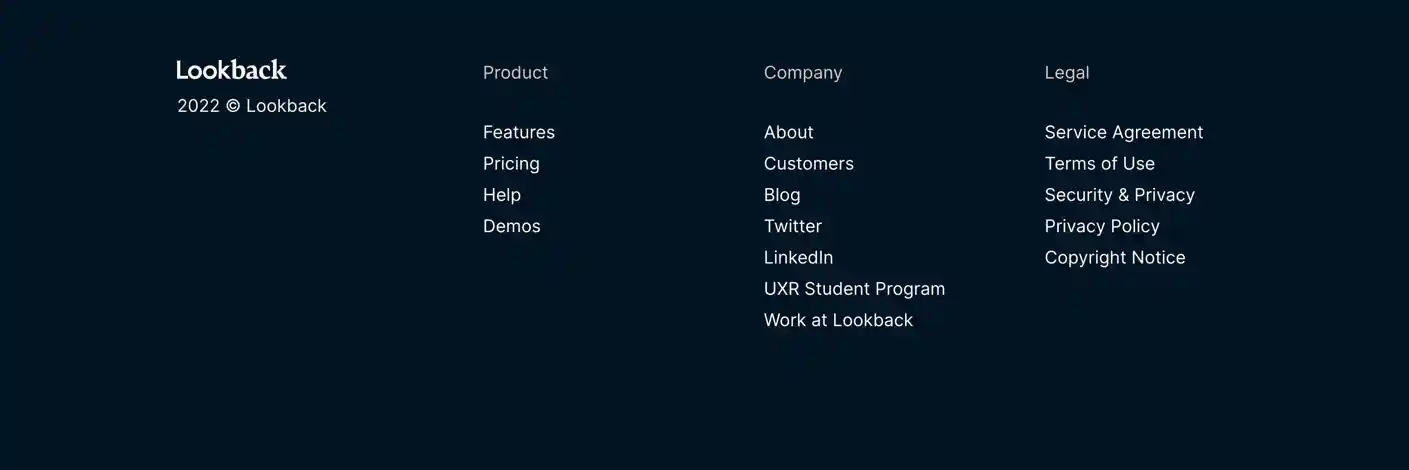 Lookback
2022 © Lookback
Product
Features
Pricing
Help
Demos
Company
About
Customers
Blog
Twitter
LinkedIn
UXR Student Program
Work at Lookback
Legal
Service Agreement
Terms of Use
Security & Privacy
Privacy Policy
Copyright Notice